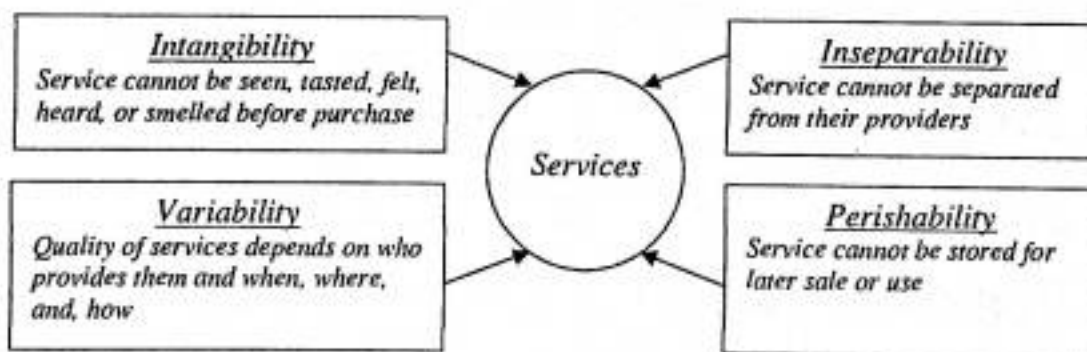 Intangibility
Service cannot be seen, tasted, felt,
heard, or smelled before purchase
Inseparability
Service cannot be separated
from their providers
Services
Variability
Quality of services depends on who
provides them and when, where,
and, how
Perishability
Service cannot be stored for
later sale or use